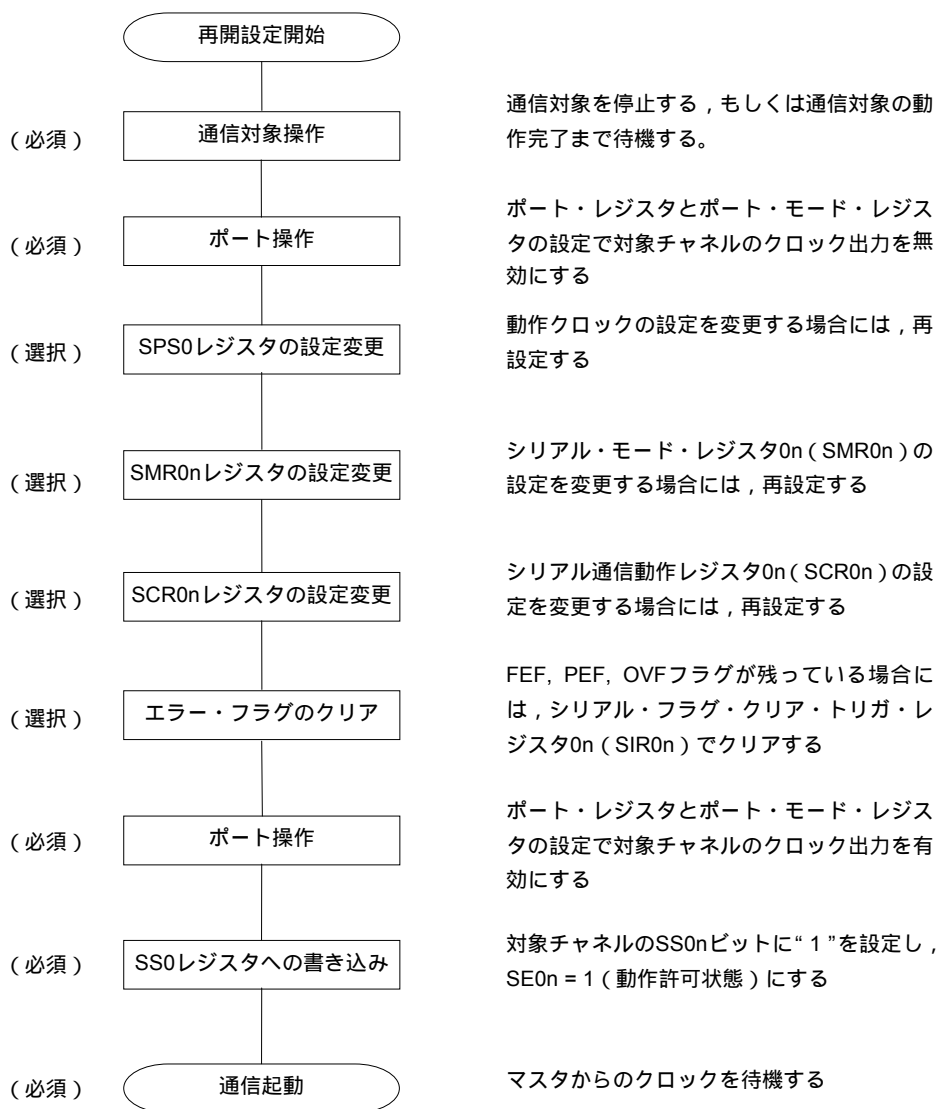 再開設定開始
(必須)
通信対象操作
通信対象を停止する,もしくは通信対象の動
作完了まで待機する。
(必須)
ポート操作
ポート・レジスタとポート・モード・レジス
タの設定で対象チャネルのクロック出力を無
効にする
(選択)
SPS0レジスタの設定変更
動作クロックの設定を変更する場合には,再
設定する
(選択)
SMR0nレジスタの設定変更
シリアル・モード・レジスタ0n(SMR0n)の
設定を変更する場合には,再設定する
(選択)
SCR0nレジスタの設定変更
シリアル通信動作レジスタ0n(SCR0n)の設
定を変更する場合には,再設定する
(選択)
エラー・フラグのクリア
FEF, PEF, OVFフラグが残っている場合に
は,シリアル・フラグ・クリア・トリガ・レ
ジスタ0n(SIR0n)でクリアする
(必須)
ポート操作
ポート・レジスタとポート・モード・レジス
タの設定で対象チャネルのクロック出力を有
効にする
(必須)
SS0レジスタへの書き込み
対象チャネルのSS0nビットに“1”を設定し,
SE0n = 1(動作許可状態)にする
(必須)
通信起動
マスタからのクロックを待機する